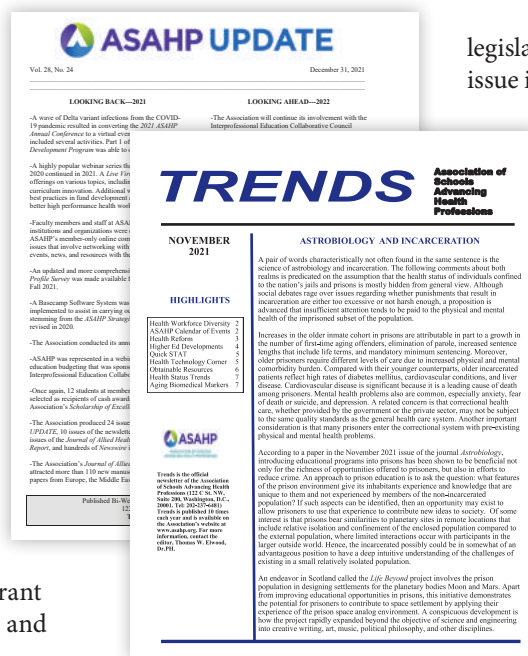 legisla
issue i
ASAHP UPDATE
Vol. 28, No. 24 December 31, 2021
LOOKING BACK—2021
-A wave of Delta variant infections from the COVID-
19 pandemic resulted in converting the 2021 ASAHP
Annual Conference to a virtual even
included several activities. Part 1 of
Development Program was able to
-A highly popular webinar series th
2020 continued in 2021. A Live Vir
offerings on various topics, includin
curriculum innovation. Additional w
best practices in fund development
better high performance health work
-Faculty members and staff at ASA
institutions and organizations were
ASAHP's member-only online com
issues that involve networking with
events, news, and resources with the
-An updated and more comprehensi
Profile Survey was made available
Fall 2021.
-A Basecamp Software System was
implemented to assist in carrying ou
stemming from the ASAHP Strategi
revised in 2020.
-The Association conducted its ann
-ASAHP was represented in a webi
education budgeting that was spons
Interprofessional Education Collab
-Once again, 12 students at member
selected as recipients of cash award
Association's Scholarship of Excell
-The Association produced 24 issue
UPDATE, 10 issues of the newslett
issues of the Journal of Allied Healt
Report, and hundreds of Newswire i
-The Association's Journal of Allie
attracted more than 110 new manus
papers from Europe, the Middle Ea
Published Bi-We
12
LOOKING AHEAD—2022
-The Association will continue its involvement with the
Interprofessional Education Collaborative Council
TRENDS
Association of
Schools
Advancing
Health
Professions
NOVEMBER
2021
HIGHLIGHTS
Health Workforce Diversity 2
ASAHP Calendar of Events 2
Health Reform 3
Higher Ed Developments 4
Quick STAT 5
Health Technology Corner 5
Obtainable Resources 6
Health Status Trends 7
Aging Biomedical Markers 7
ASAHP
Trends is the official
newsletter of the Association
of Schools Advancing Health
Professions (122 C St. NW,
Suite 200, Washington, D.C.,
20001. Tel: 202-237-6481)
Trends is published 10 times
each year and is available on
the Association's website at
www.asahp.org. For more
information, contact the
editor, Thomas W. Elwood,
Dr.PH.
ASTROBIOLOGY AND INCARCERATION
A pair of words characteristically not often found in the same sentence is the
science of astrobiology and incarceration. The following comments about both
realms is predicated on the assumption that the health status of individuals confined
to the nation's jails and prisons is mostly hidden from general view. Although
social debates rage over issues regarding whether punishments that result in
incarceration are either too excessive or not harsh enough, a proposition is
advanced that insufficient attention tends to be paid to the physical and mental
health of the imprisoned subset of the population.
Increases in the older inmate cohort in prisons are attributable in part to a growth in
the number of first-time aging offenders, elimination of parole, increased sentence
lengths that include life terms, and mandatory minimum sentencing. Moreover,
older prisoners require different levels of care due to increased physical and mental
comorbidity burden. Compared with their younger counterparts, older incarcerated
patients reflect high rates of diabetes mellitus, cardiovascular conditions, and liver
disease. Cardiovascular disease is significant because it is a leading cause of death
among prisoners. Mental health problems also are common, especially anxiety, fear
of death or suicide, and depression. A related concern is that correctional health
care, whether provided by the government or the private sector, may not be subject
to the same quality standards as the general health care system. Another important
consideration is that many prisoners enter the correctional system with pre-existing
physical and mental health problems.
According to a paper in the November 2021 issue of the journal Astrobiology,
introducing educational programs into prisons has been shown to be beneficial not
only for the richness of opportunities offered to prisoners, but also in efforts to
reduce crime. An approach to prison education is to ask the question: what features
of the prison environment give its inhabitants experience and knowledge that are
unique to them and not experienced by members of the non-incarcerated
population? If such aspects can be identified, then an opportunity may exist to
allow prisoners to use that experience to contribute new ideas to society. Of some
interest is that prison bear similarities to planetary sites in remote locations that
include relative isolation and confinement of the enclosed population compared to
the external population, where limited interactions occur with participants in the
larger outside world. Hence, the incarcerated possibly could be in somewhat of an
advantageous position to have a deep intuitive understanding of the challenges of
existing in a small relatively isolated population.
An endeavor in Scotland called the Life Beyond project involves the prison
population in designing settlements for the planetary bodies Moon and Mars. Apart
from improving educational opportunities in prisons, this initiative demonstrates
the potential for prisoners to contribute to space settlement by applying their
experience of the prison space analog environment. A conspicuous development is
how the project rapidly expanded beyond the objective of science and engineering
into creative writing, art, music, political philosophy, and other disciplines.
rant
and